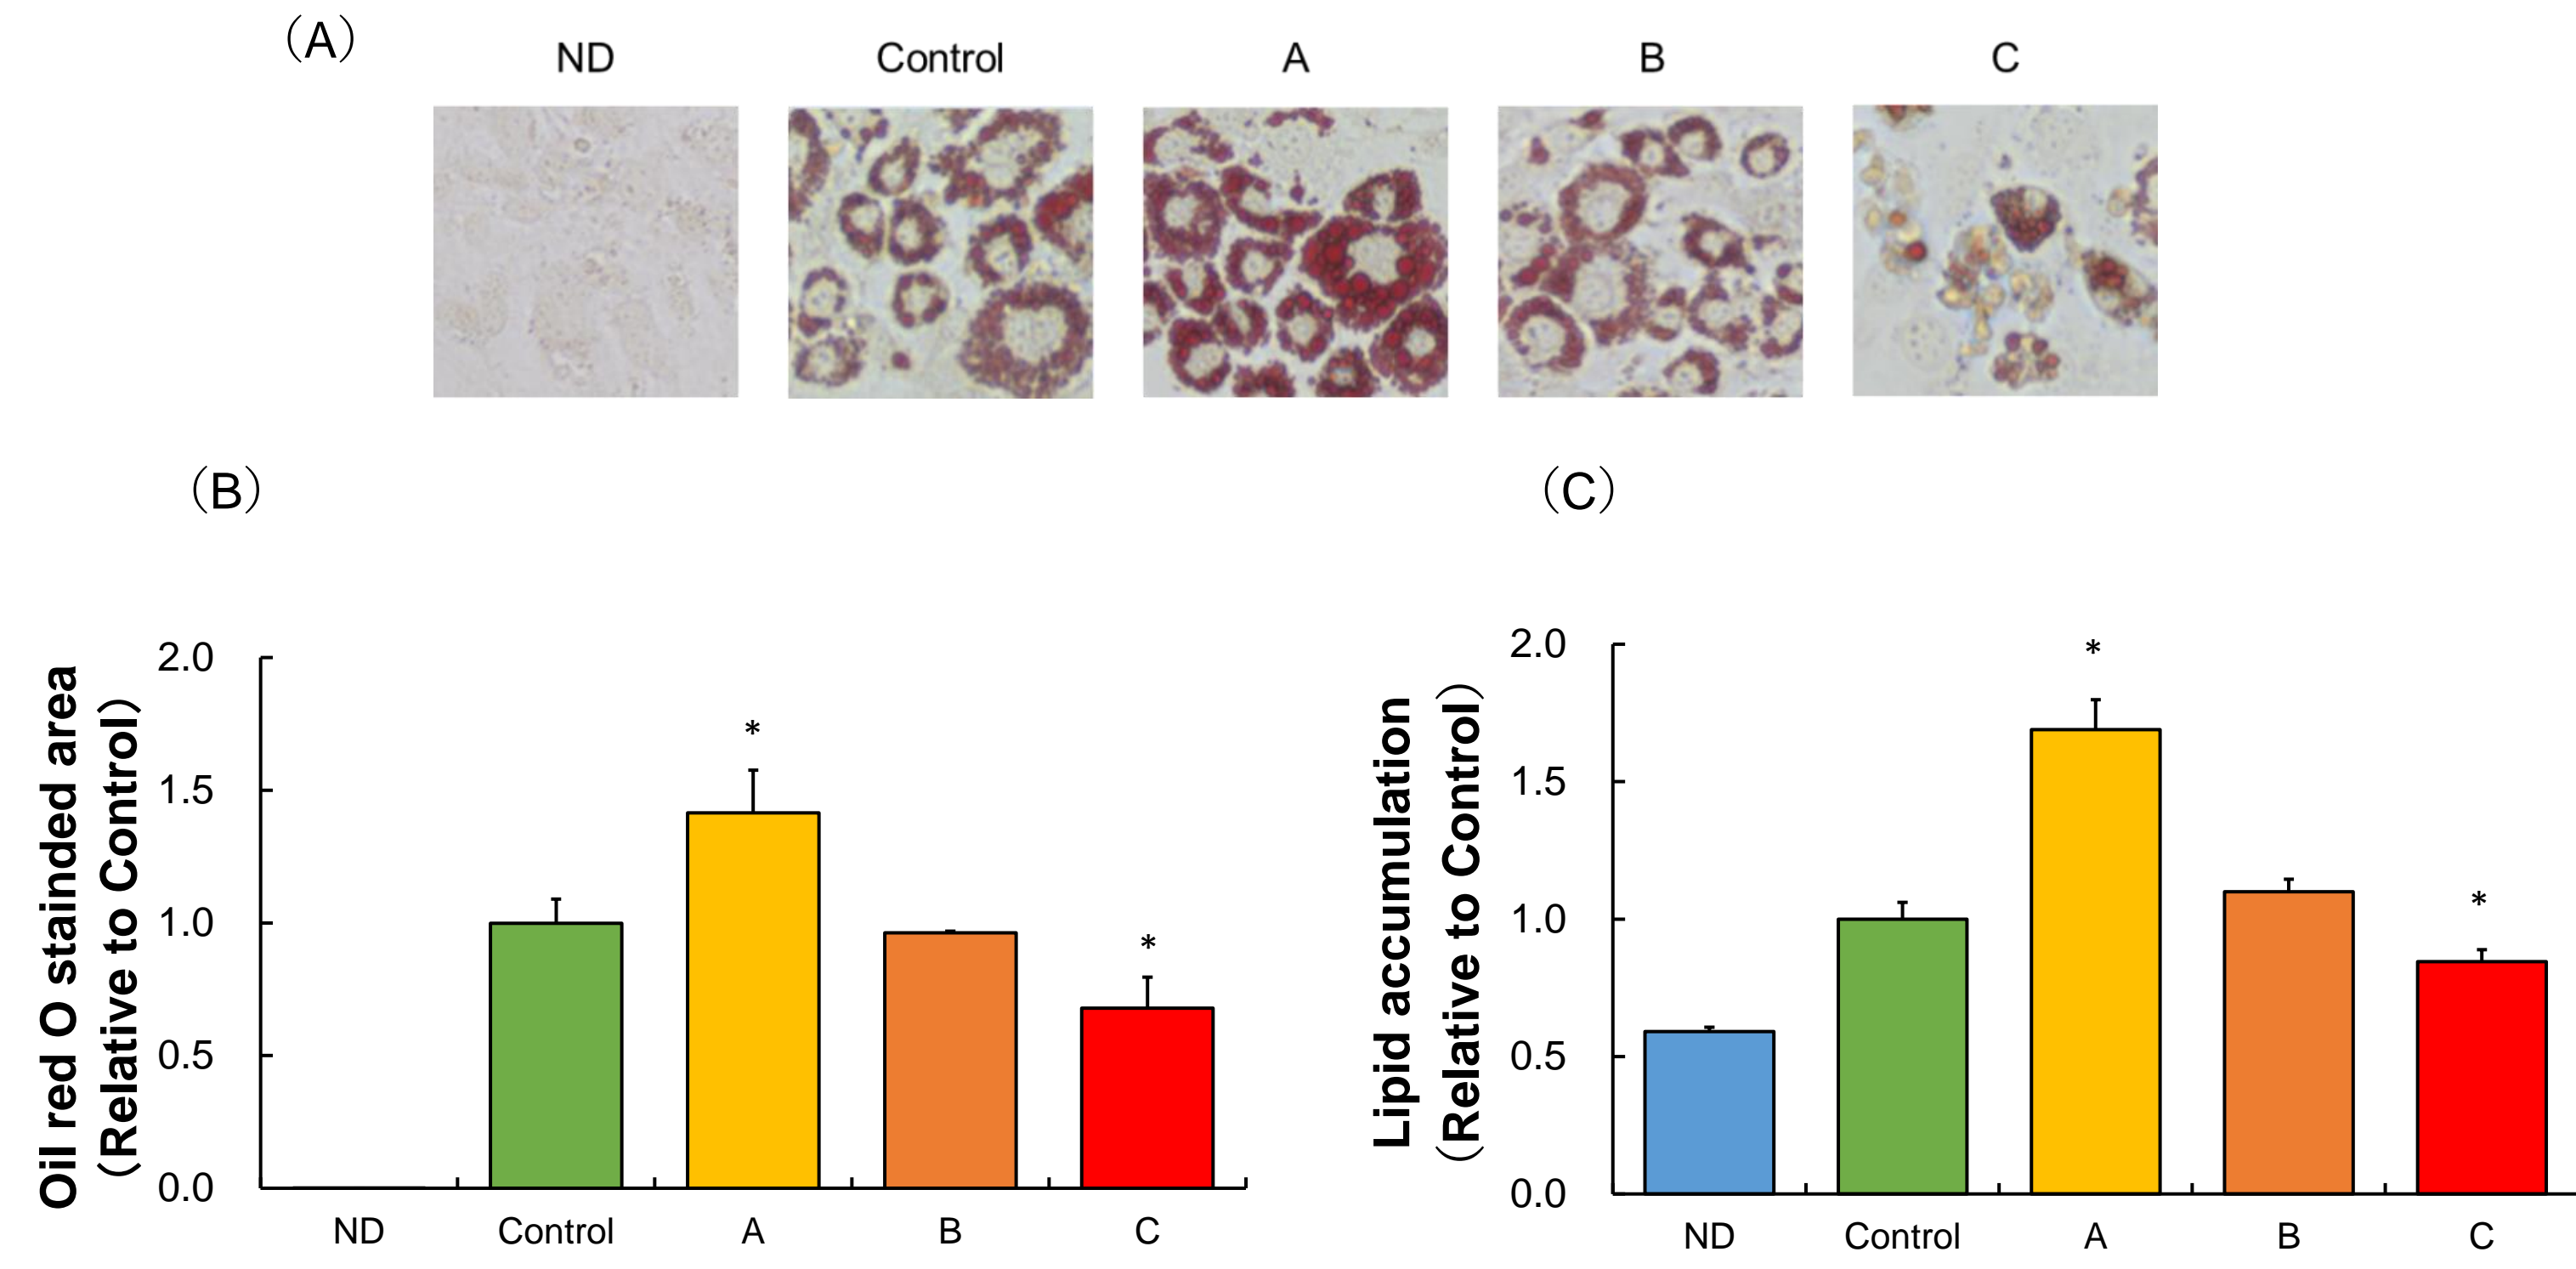 （A）
ND Control A B C
（B）
Oil red O stainded area
（Relative to Control）
2.0
1.5
1.0
0.5
0.0
*
*
ND Control A B C
（C）
Lipid accumulation
（Relative to Control）
2.0
1.5
1.0
0.5
0.0
*
*
ND Control A B C